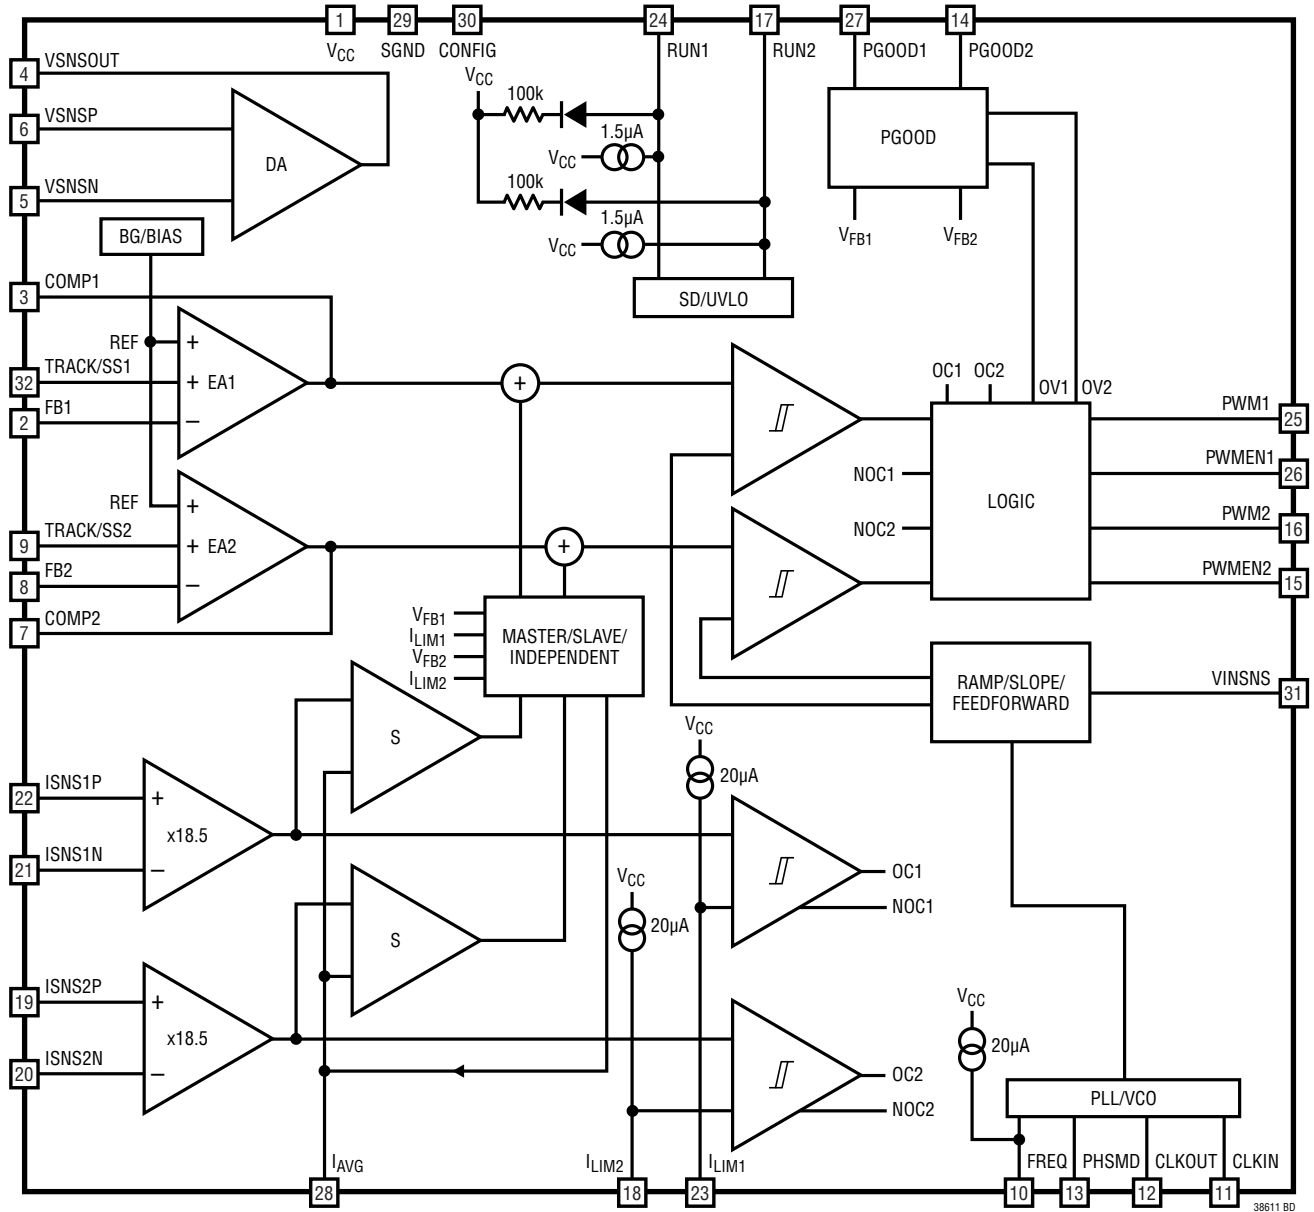 1 29 30 24 17 27 14
VCC SGND CONFIG RUN1 RUN2 PGOOD1 PGOOD2
4 VSNSOUT
6 VSNSP
5 VSNSN
DA
VCC
100k
1.5µA
VCC
100k
1.5µA
VCC
SD/UVLO
PGOOD
VFB1 VFB2
BG/BIAS
3 COMP1
REF +
32 TRACK/SS1 + EA1
2 FB1 –
REF +
9 TRACK/SS2 + EA2
8 FB2 –
7 COMP2
+
+
OC1 OC2 OV1 OV2
NOC1
NOC2
LOGIC
PWM1 25
PWMEN1 26
PWM2 16
PWMEN2 15
VFB1
ILIM1
VFB2
ILIM2
MASTER/SLAVE/
INDEPENDENT
RAMP/SLOPE/
FEEDFORWARD
VINSNS 31
S
VCC
20µA
22 ISNS1P +
x18.5
21 ISNS1N –
OC1
NOC1
VCC
20µA
S
19 ISNS2P +
x18.5
20 ISNS2N –
OC2
NOC2
VCC
20µA
PLL/VCO
IAVG ILIM2 ILIM1 FREQ PHSMD CLKOUT CLKIN
28 18 23 10 13 12 11
38611 BD